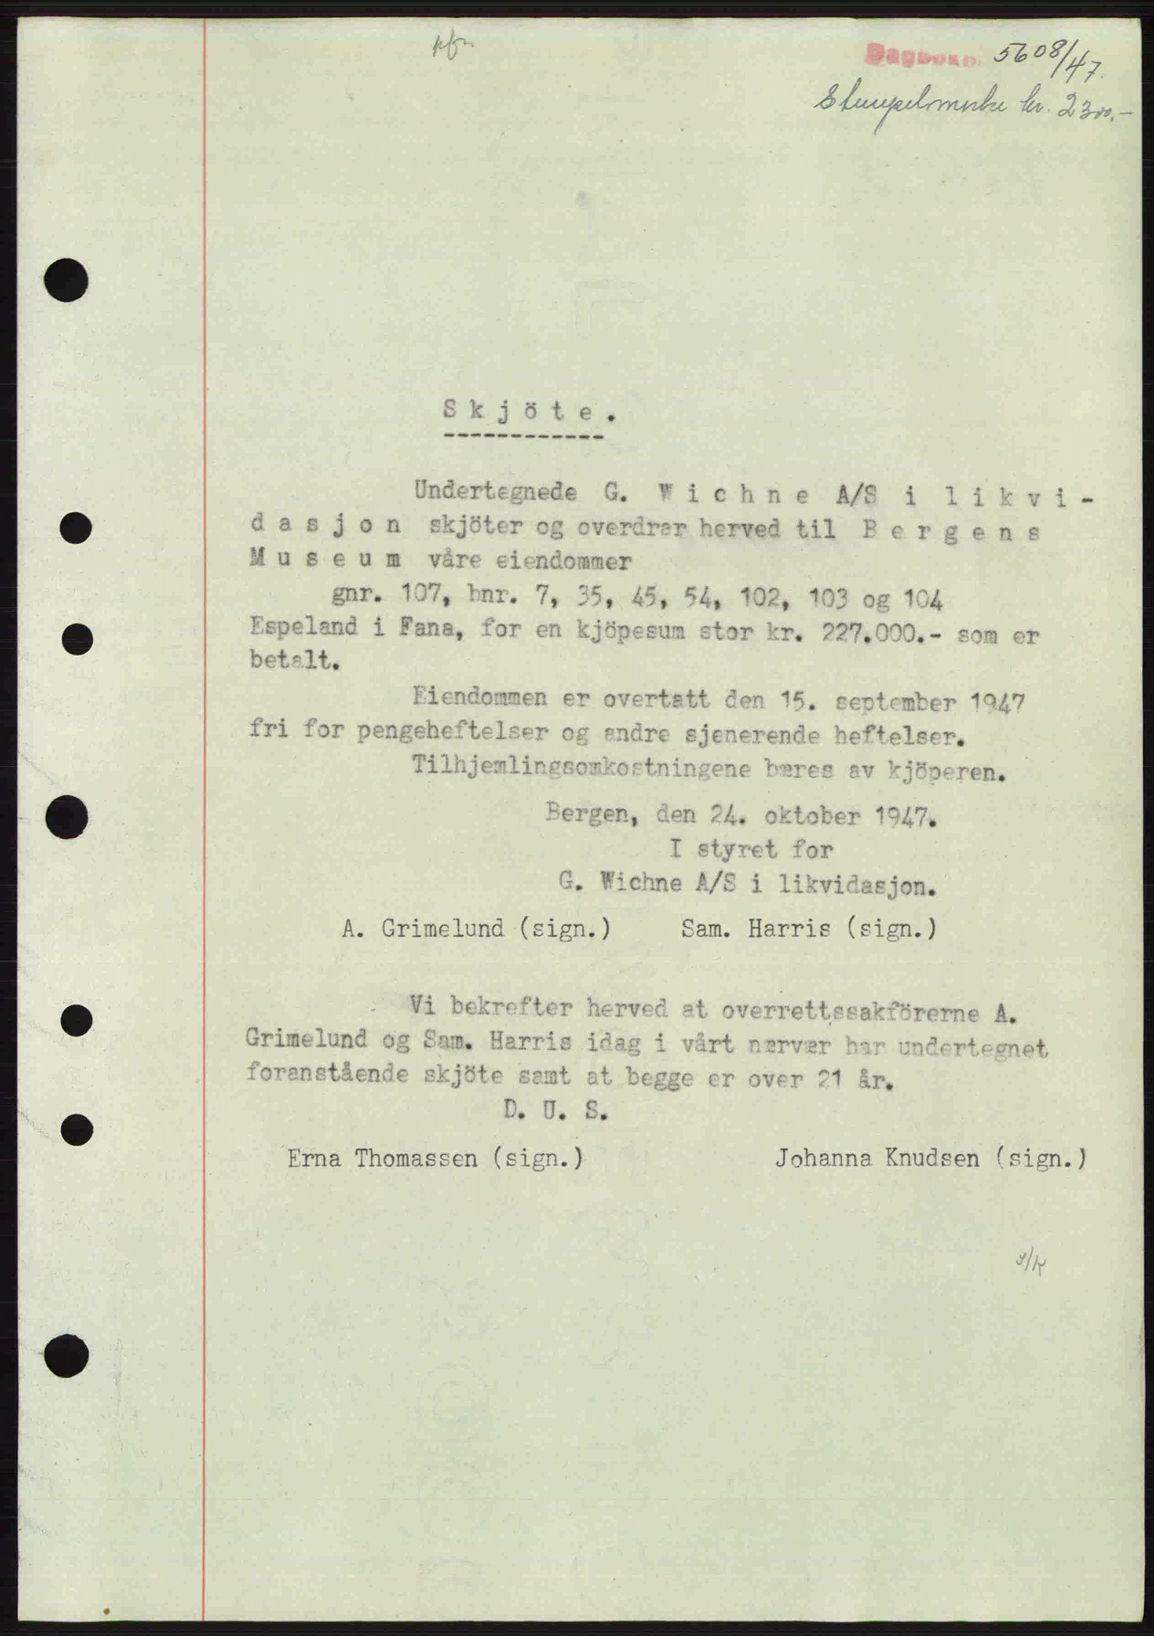 Dagboknr. 5608/47.
Stempelmerke kr. 2300.-
Skjöte.
Undertegnede G. Wichne A/S i likvi-
dasjon skjöter og overdrar herved til Bergens
Museum våre eiendommer
gnr. 107, bnr. 7, 35, 45, 54, 102, 103 og 104
Espeland i Fana, for en kjöpesum stor kr. 227.000.- som er
betalt.
Eiendommen er overtatt den 15. september 1947
fri for pengeheftelser og andre sjenerende heftelser.
Tilhjemlingsomkostningene bæres av kjöperen.
Bergen, den 24. oktober 1947.
I styret for
G. Wichne A/S i likvidasjon.
A. Grimelund (sign.) Sam. Harris (sign.)
Vi bekrefter herved at overrettssakförerne A.
Grimelund og Sam. Harris idag i vårt nærvær har undertegnet
foranstående skjöte samt at begge er over 21 år.
D. U. S.
Erna Thomassen (sign.) Johanna Knudsen (sign.)